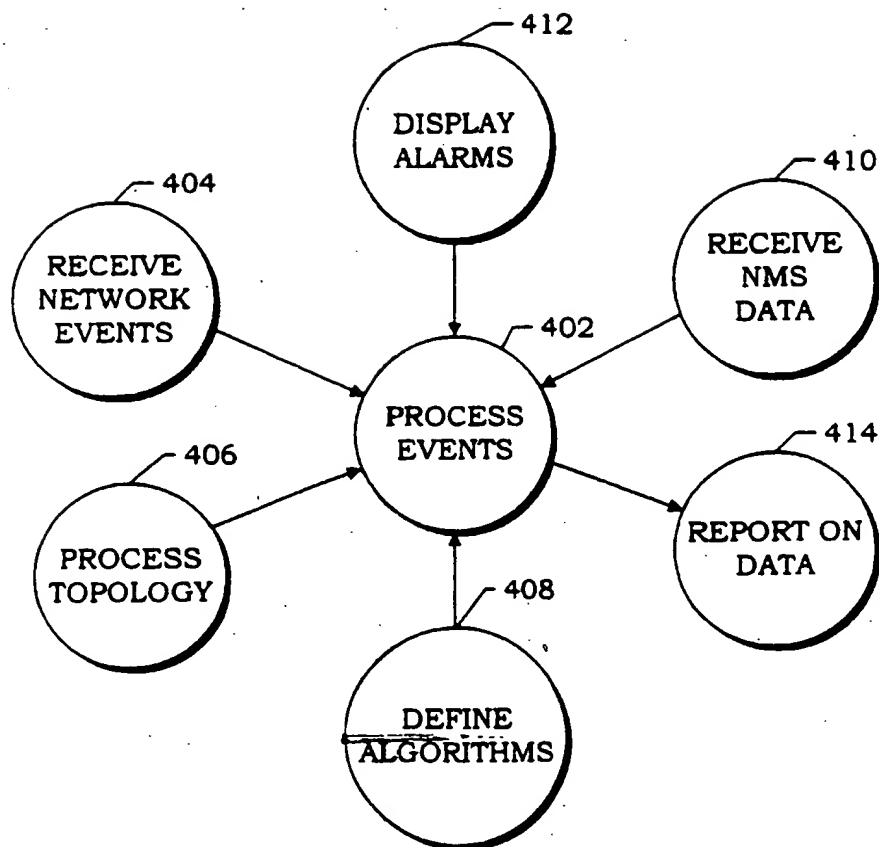 412
DISPLAY
ALARMS
404
RECEIVE
NETWORK
EVENTS
410
RECEIVE
NMS
DATA
402
PROCESS
EVENTS
406
PROCESS
TOPOLOGY
414
REPORT ON
DATA
408
DEFINE
ALGORITHMS